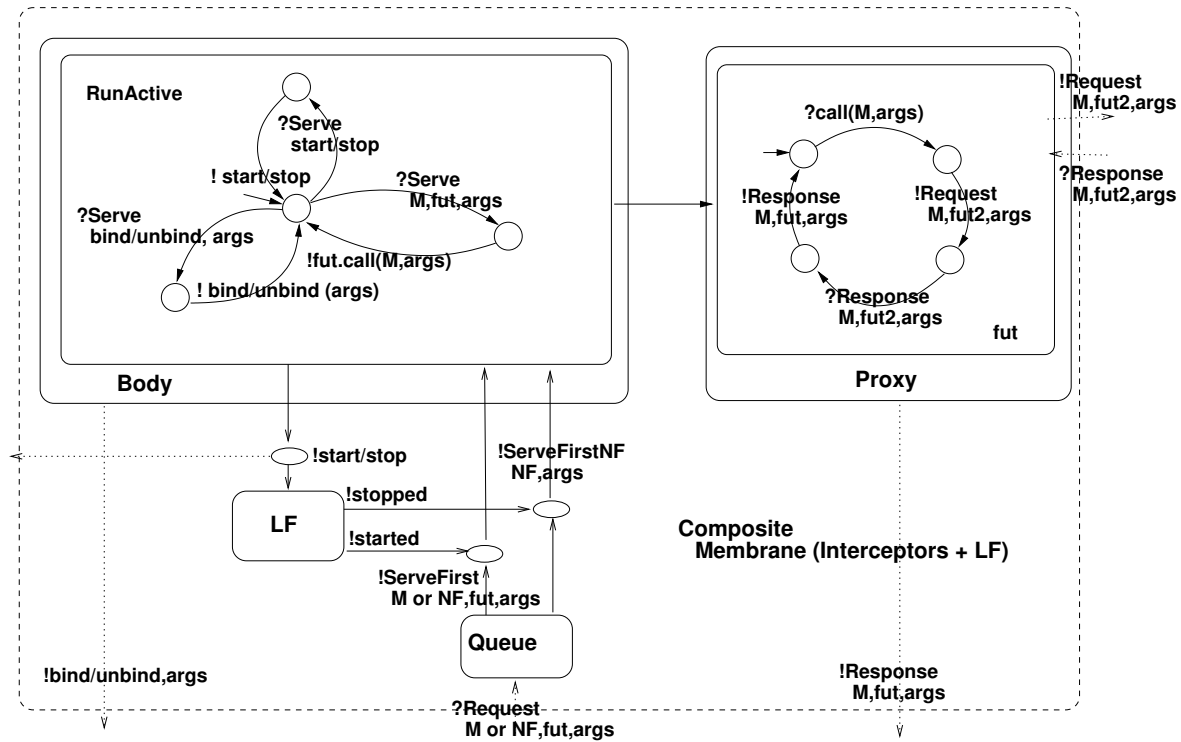 RunActive
?Serve
start/stop
! start/stop
?Serve
M,fut,args
?Serve
bind/unbind, args
!fut.call(M,args)
! bind/unbind (args)
Body
?call(M,args)
!Response
M,fut,args
!Request
M,fut2,args
?Response
M,fut2,args
fut
Proxy
!Request
M,fut2,args
?Response
M,fut2,args
!start/stop
!ServeFirstNF
NF,args
LF
!stopped
!started
!ServeFirst
M or NF,fut,args
Composite
Membrane (Interceptors + LF)
Queue
!bind/unbind,args
?Request
M or NF,fut,args
!Response
M,fut,args